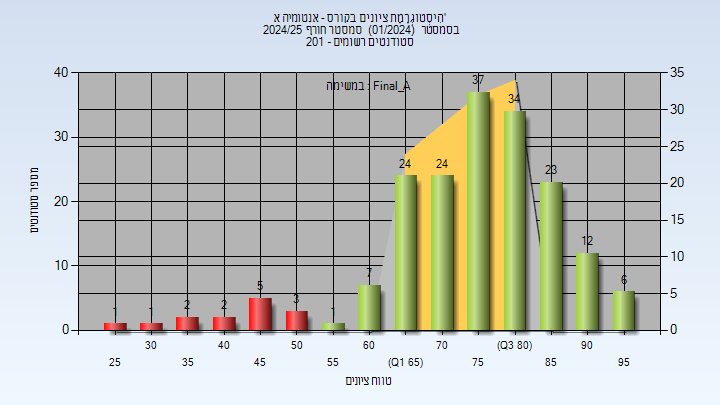 היסטוגרמת ציונים בקורס - אנטומיה א'
בסמסטר (01/2024) סמסטר חורף 2024/25
סטודנטים רשומים - 201
במשימה : Final_A
מספר סטודנטים
40
30
20
10
0
35
30
25
20
15
10
5
0
1 1 2 2 5 3 1 7 24 24 37 34 23 12 6
30 40 50 60 70 (Q3 80) 90
25 35 45 55 (Q1 65) 75 85 95
טווח ציונים